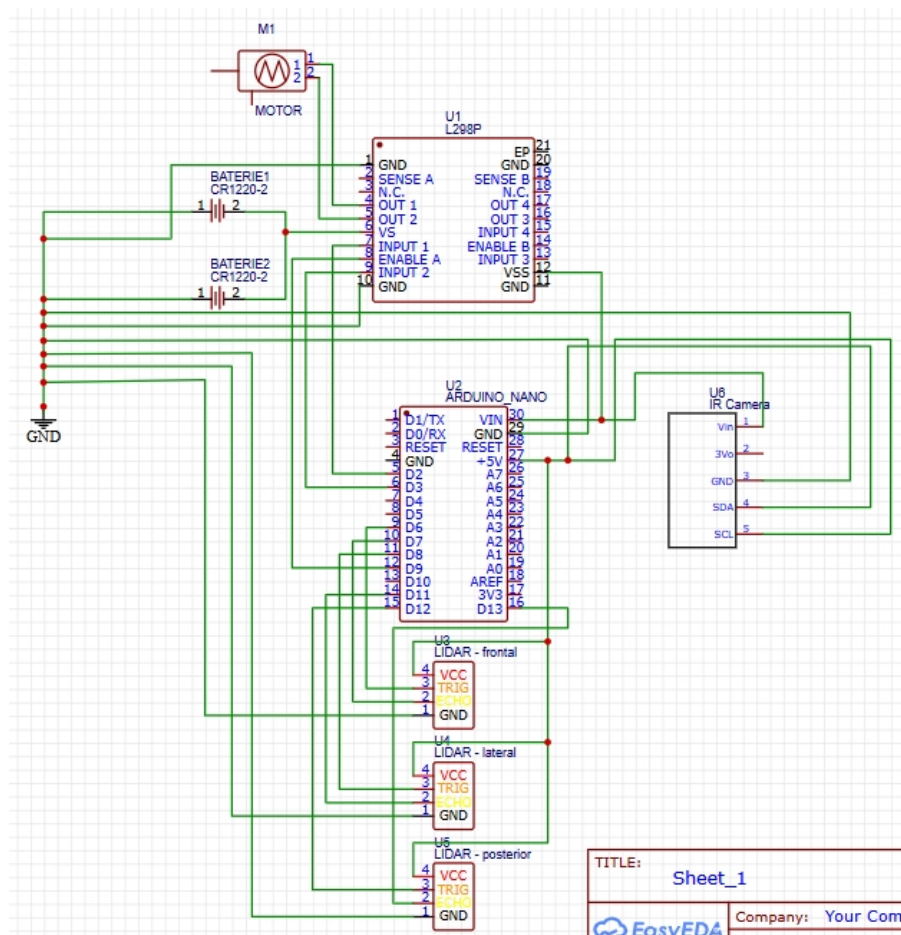 M1
1
2
MOTOR
U1
L298P
1 GND
2 SENSE A
3 N.C.
4 OUT 1
5 OUT 2
6 VS
7 INPUT 1
8 ENABLE A
9 INPUT 2
10 GND
EP 21
GND 20
SENSE B 19
N.C. 18
OUT 4 17
OUT 3 16
INPUT 4 15
ENABLE B 14
INPUT 3 13
VSS 12
GND 11
BATERIE1
CR1220-2
1 2
BATERIE2
CR1220-2
1 2
GND
U2
ARDUINO_NANO
1 D1/TX
2 D0/RX
3 RESET
4 GND
5 D2
6 D3
7 D4
8 D5
9 D6
10 D7
11 D8
12 D9
13 D10
14 D11
15 D12
VIN 30
GND 29
RESET 28
+5V 27
A7 26
A6 25
A5 24
A4 23
A3 22
A2 21
A1 20
A0 19
AREF 18
3V3 17
D13 16
U6
IR Camera
Vin 1
3Vo 2
GND 3
SDA 4
SCL 5
U3
LIDAR - frontal
4 VCC
3 TRIG
2 ECHO
1 GND
U4
LIDAR - lateral
4 VCC
3 TRIG
2 ECHO
1 GND
U5
LIDAR - posterior
4 VCC
3 TRIG
2 ECHO
1 GND
TITLE:
Sheet_1
EasyEDA
Company: Your Com